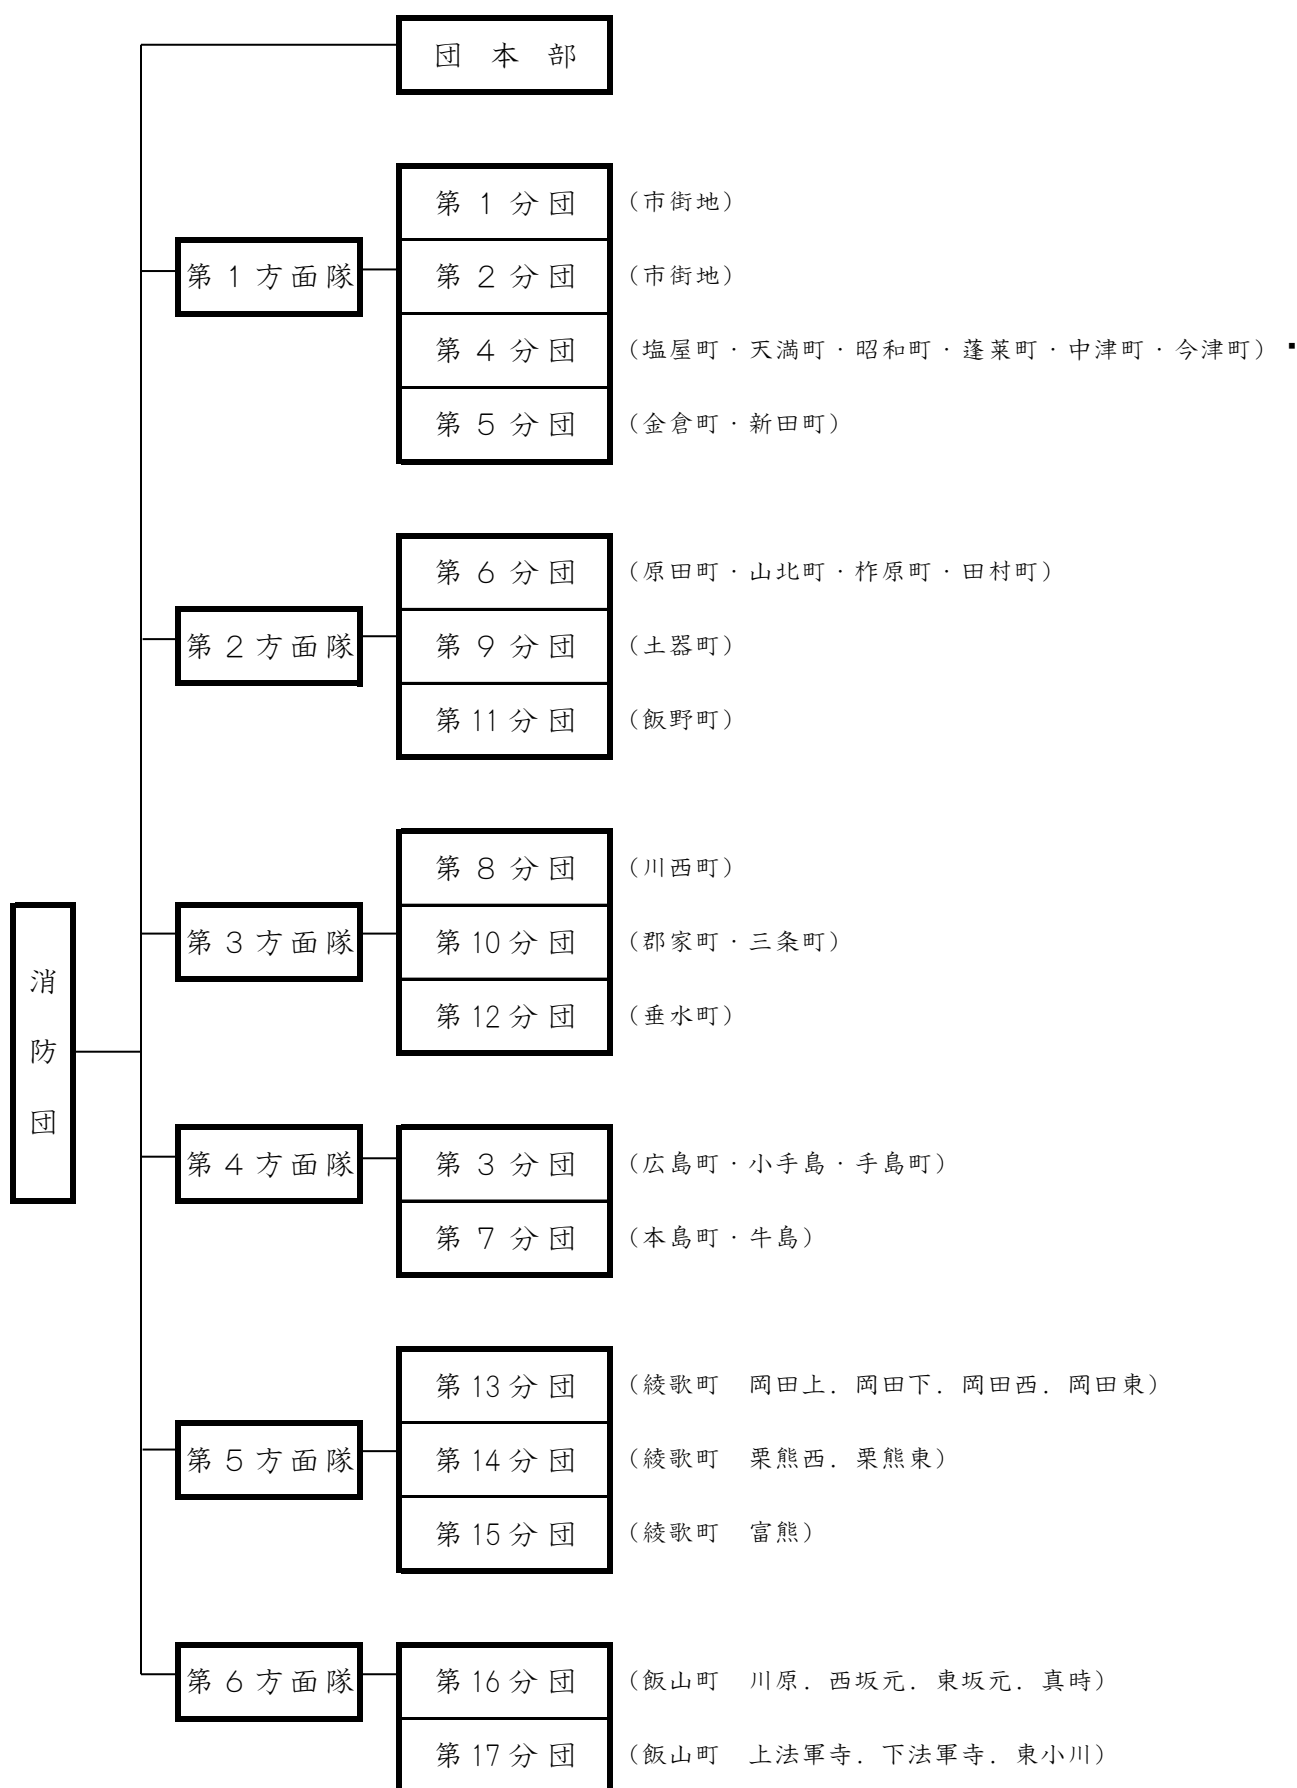 団本部
第1分団 (市街地)
第1方面隊
第2分団 (市街地)
第4分団 (塩屋町・天満町・昭和町・蓬莱町・中津町・今津町)
第5分団 (金倉町・新田町)
第6分団 (原田町・山北町・柞原町・田村町)
第2方面隊
第9分団 (土器町)
第11分団 (飯野町)
第8分団 (川西町)
第3方面隊
第10分団 (郡家町・三条町)
第12分団 (垂水町)
消防団
第4方面隊
第3分団 (広島町・小手島・手島町)
第7分団 (本島町・牛島)
第13分団 (綾歌町 岡田上．岡田下．岡田西．岡田東)
第5方面隊
第14分団 (綾歌町 栗熊西．栗熊東)
第15分団 (綾歌町 富熊)
第6方面隊
第16分団 (飯山町 川原．西坂元．東坂元．真時)
第17分団 (飯山町 上法軍寺．下法軍寺．東小川)